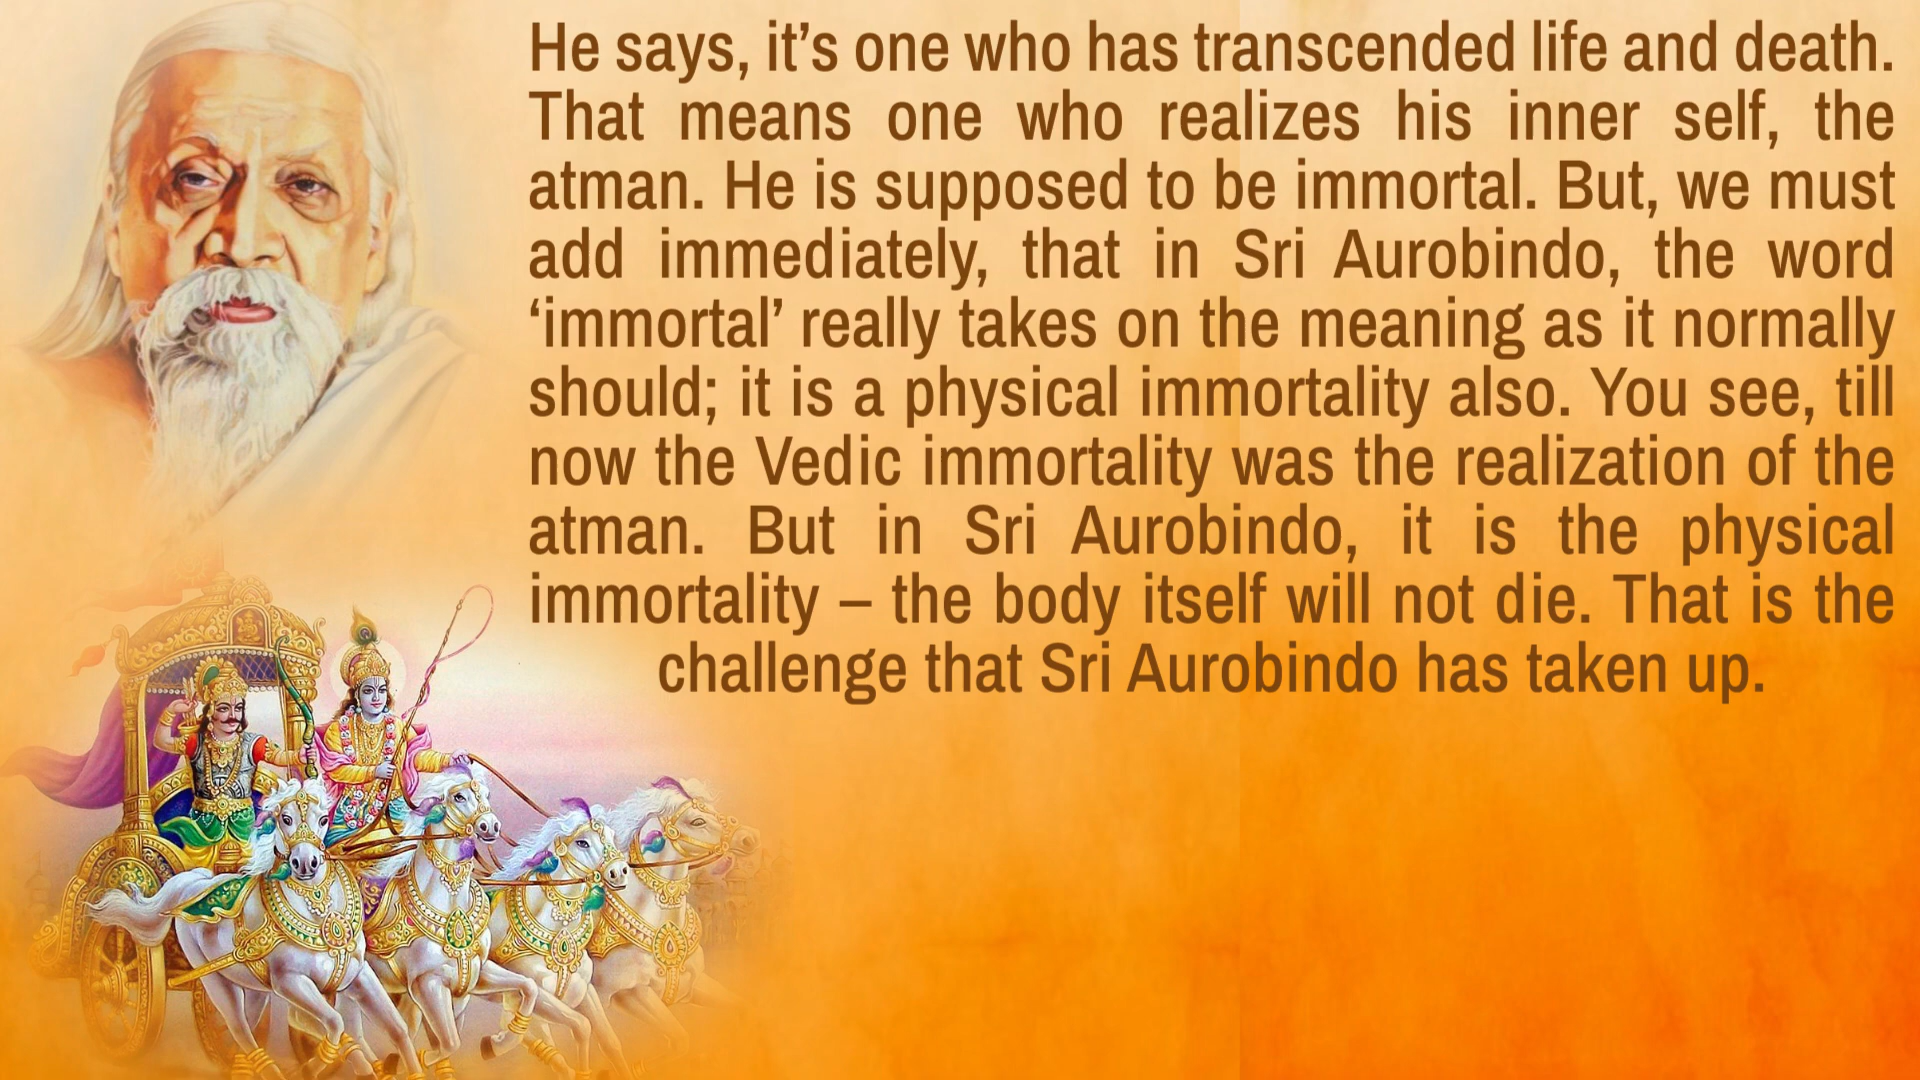 He says, it’s one who has transcended life and death.
That means one who realizes his inner self, the
atman. He is supposed to be immortal. But, we must
add immediately, that in Sri Aurobindo, the word
‘immortal’ really takes on the meaning as it normally
should; it is a physical immortality also. You see, till
now the Vedic immortality was the realization of the
atman. But in Sri Aurobindo, it is the physical
immortality – the body itself will not die. That is the
challenge that Sri Aurobindo has taken up.